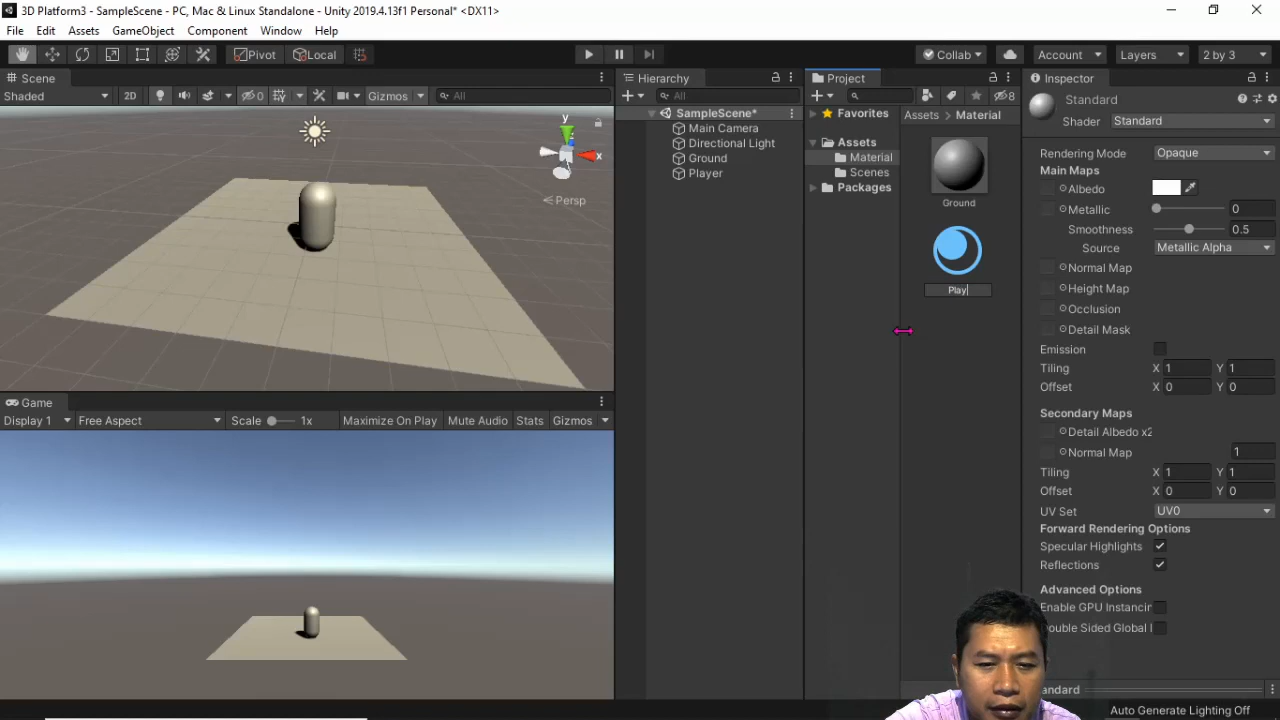 3D Platform3 - SampleScene - PC, Mac & Linux Standalone - Unity 2019.4.13f1 Personal* <DX11>
File Edit Assets GameObject Component Window Help
Pivot Local Collab Account Layers 2 by 3
Scene
Shaded 2D 0 Gizmos All
y
x
Persp
Game
Display 1 Free Aspect Scale 1x Maximize On Play Mute Audio Stats Gizmos
Hierarchy
All
SampleScene*
Main Camera
Directional Light
Ground
Player
Project
8
Favorites
Assets
Material
Scenes
Packages
Assets Material
Ground
Play
Inspector
Standard
Shader Standard
Rendering Mode Opaque
Main Maps
Albedo
Metallic 0
Smoothness 0.5
Source Metallic Alpha
Normal Map
Height Map
Occlusion
Detail Mask
Emission
Tiling X 1 Y 1
Offset X 0 Y 0
Secondary Maps
Detail Albedo x2
Normal Map 1
Tiling X 1 Y 1
Offset X 0 Y 0
UV Set UV0
Forward Rendering Options
Specular Highlights
Reflections
Advanced Options
Enable GPU Instancin
Double Sided Global I
andard
Auto Generate Lighting Off